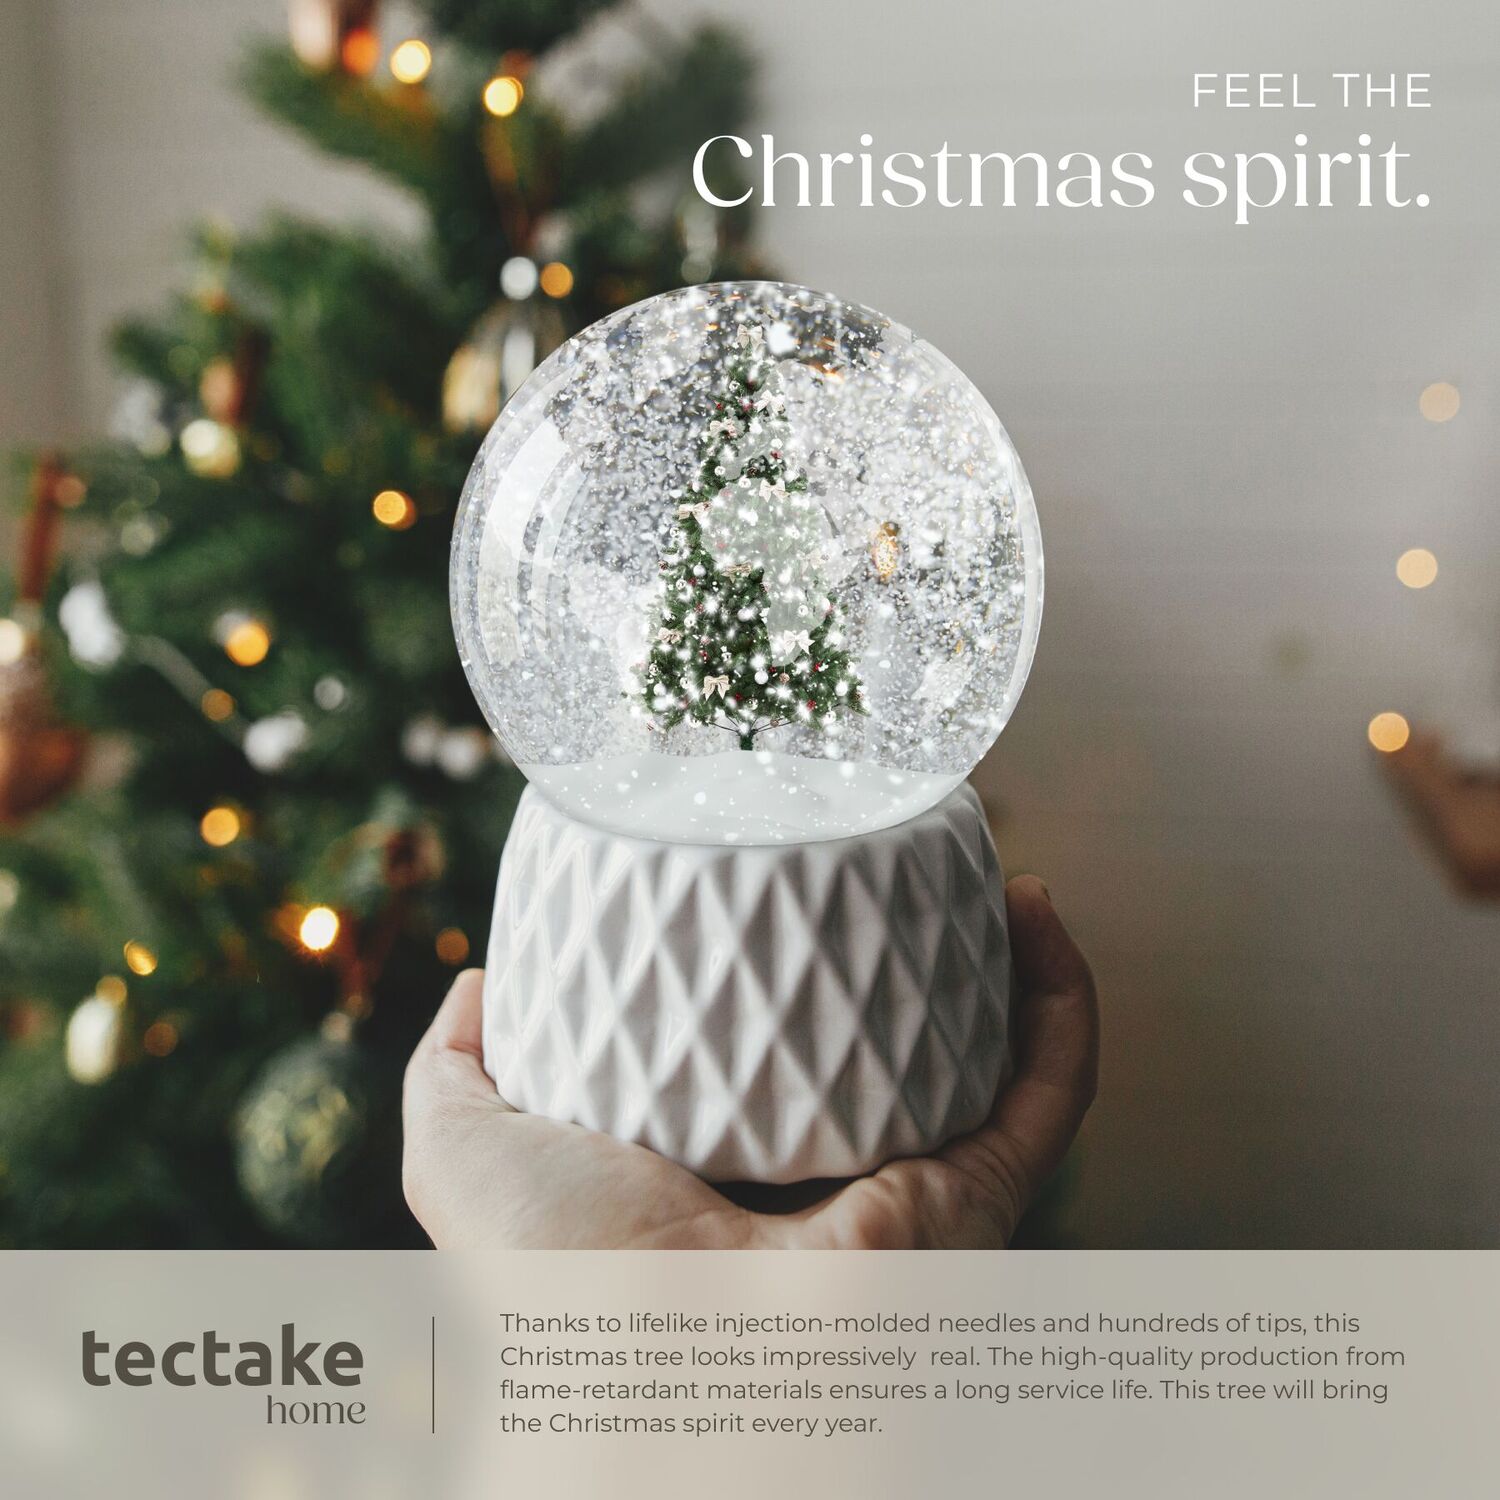 FEEL THE
Christmas spirit.
tectake
home
Thanks to lifelike injection-molded needles and hundreds of tips, this
Christmas tree looks impressively  real. The high-quality production from
flame-retardant materials ensures a long service life. This tree will bring
the Christmas spirit every year.